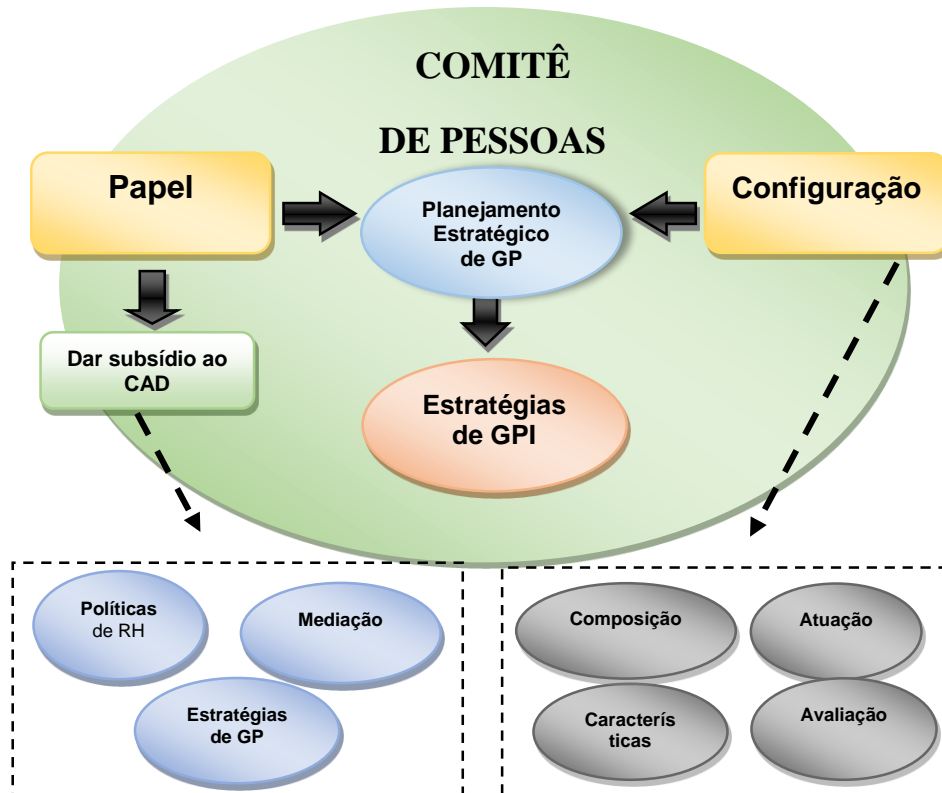 COMITÊ
DE PESSOAS
Papel
Configuração
Planejamento
Estratégico
de GP
Dar subsídio ao
CAD
Estratégias
de GPI
Políticas
de RH
Mediação
Estratégias
de GP
Composição
Atuação
Caracterís
ticas
Avaliação